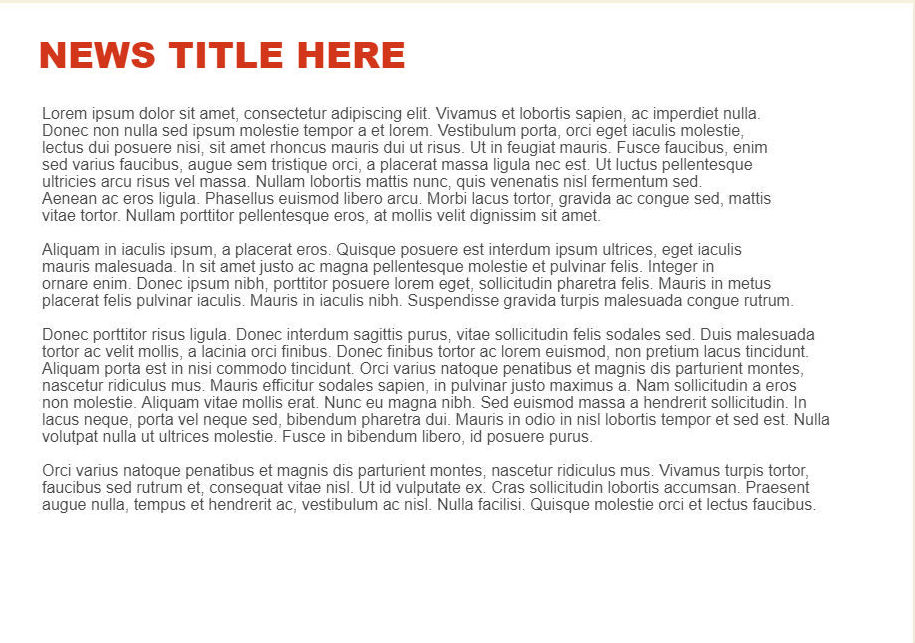 NEWS TITLE HERE
Lorem ipsum dolor sit amet, consectetur adipiscing elit. Vivamus et lobortis sapien, ac imperdiet nulla.
Donec non nulla sed ipsum molestie tempor a et lorem. Vestibulum porta, orci eget iaculis molestie,
lectus dui posuere nisi, sit amet rhoncus mauris dui ut risus. Ut in feugiat mauris. Fusce faucibus, enim
sed varius faucibus, augue sem tristique orci, a placerat massa ligula nec est. Ut luctus pellentesque
ultricies arcu risus vel massa. Nullam lobortis mattis nunc, quis venenatis nisl fermentum sed.
Aenean ac eros ligula. Phasellus euismod libero arcu. Morbi lacus tortor, gravida ac congue sed, mattis
vitae tortor. Nullam porttitor pellentesque eros, at mollis velit dignissim sit amet.
Aliquam in iaculis ipsum, a placerat eros. Quisque posuere est interdum ipsum ultrices, eget iaculis
mauris malesuada. In sit amet justo ac magna pellentesque molestie et pulvinar felis. Integer in
ornare enim. Donec ipsum nibh, porttitor posuere lorem eget, sollicitudin pharetra felis. Mauris in metus
placerat felis pulvinar iaculis. Mauris in iaculis nibh. Suspendisse gravida turpis malesuada congue rutrum.
Donec porttitor risus ligula. Donec interdum sagittis purus, vitae sollicitudin felis sodales sed. Duis malesuada
tortor ac velit mollis, a lacinia orci finibus. Donec finibus tortor ac lorem euismod, non pretium lacus tincidunt.
Aliquam porta est in nisi commodo tincidunt. Orci varius natoque penatibus et magnis dis parturient montes,
nascetur ridiculus mus. Mauris efficitur sodales sapien, in pulvinar justo maximus a. Nam sollicitudin a eros
non molestie. Aliquam vitae mollis erat. Nunc eu magna nibh. Sed euismod massa a hendrerit sollicitudin. In
lacus neque, porta vel neque sed, bibendum pharetra dui. Mauris in odio in nisl lobortis tempor et sed est. Nulla
volutpat nulla ut ultrices molestie. Fusce in bibendum libero, id posuere purus.
Orci varius natoque penatibus et magnis dis parturient montes, nascetur ridiculus mus. Vivamus turpis tortor,
faucibus sed rutrum et, consequat vitae nisl. Ut id vulputate ex. Cras sollicitudin lobortis accumsan. Praesent
augue nulla, tempus et hendrerit ac, vestibulum ac nisl. Nulla facilisi. Quisque molestie orci et lectus faucibus.